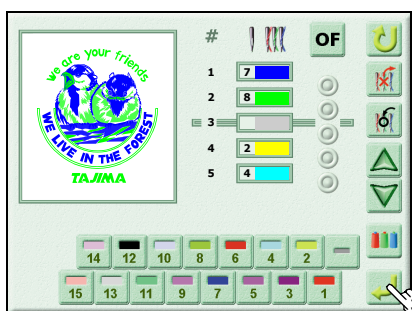 # OF
we are your friends
WE LIVE IN THE FOREST
TAJIMA
1 7
2 8
3
4 2
5 4
14 12 10 8 6 4 2
15 13 11 9 7 5 3 1